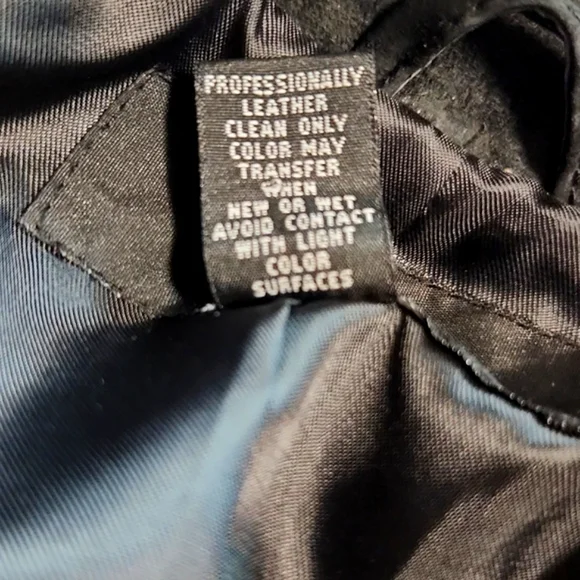 PROFESSIONALLY
LEATHER
CLEAN ONLY
COLOR MAY
TRANSFER
WHEN
NEW OR WET
AVOID CONTACT
WITH LIGHT
COLOR
SURFACES